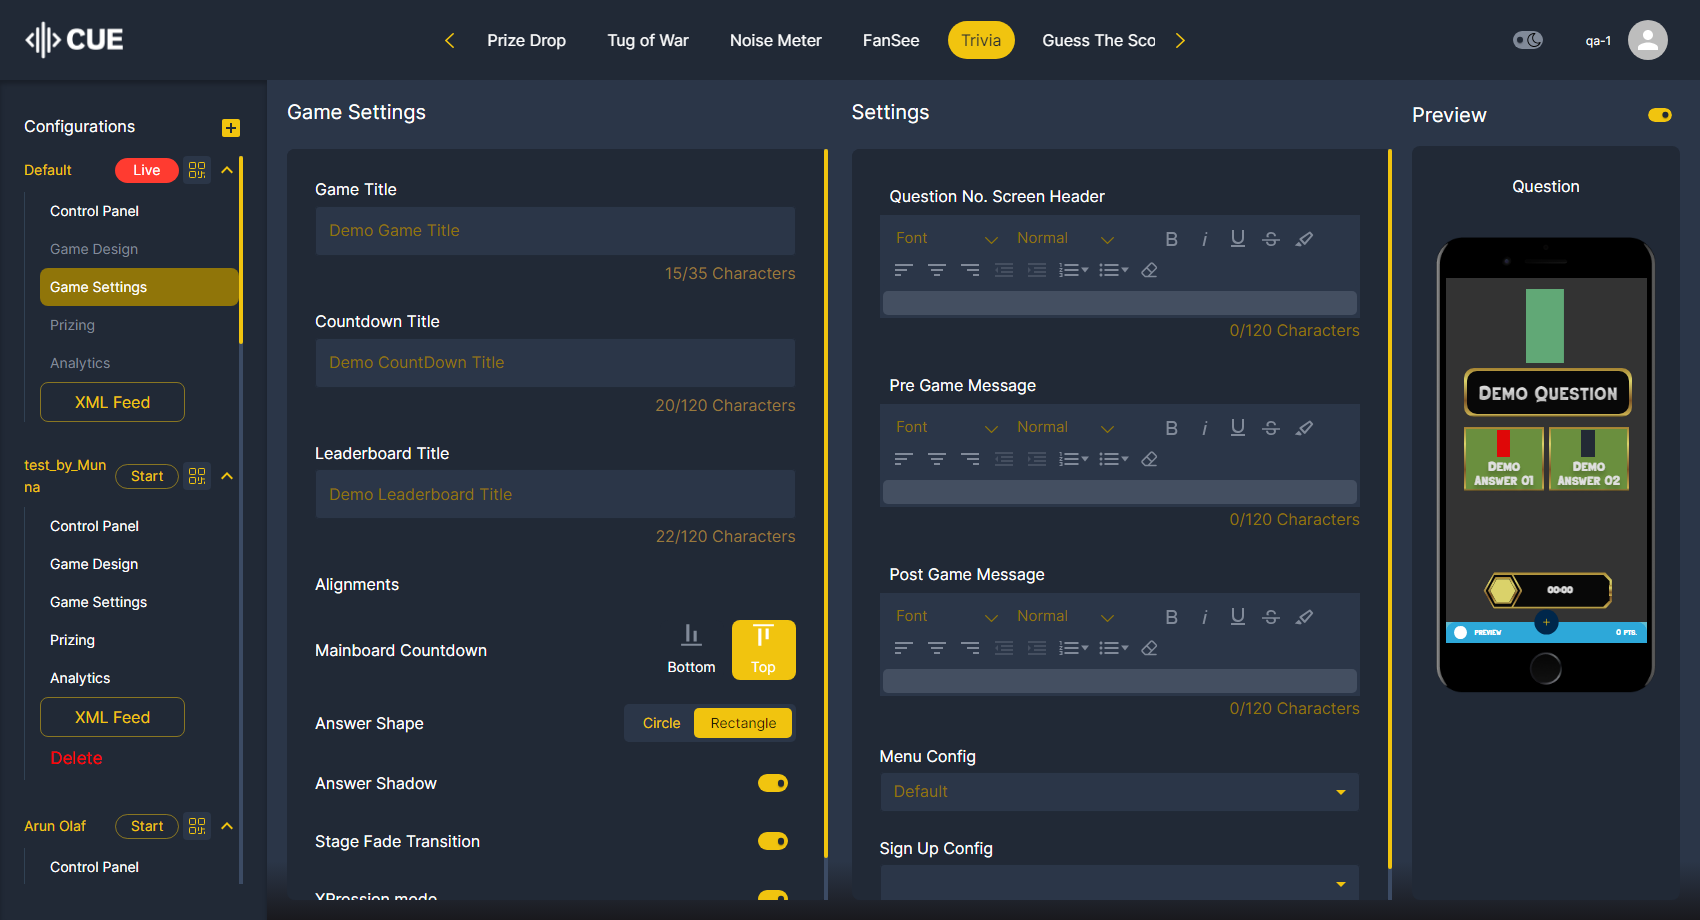 CUE
Prize Drop
Tug of War
Noise Meter
FanSee
Trivia
Guess The Sco
qa-1
Configurations
Default
Live
Control Panel
Game Design
Game Settings
Prizing
Analytics
XML Feed
test_by_Mun
na
Start
Control Panel
Game Design
Game Settings
Prizing
Analytics
XML Feed
Delete
Arun Olaf
Start
Control Panel
Game Settings
Game Title
Demo Game Title
15/35 Characters
Countdown Title
Demo CountDown Title
20/120 Characters
Leaderboard Title
Demo Leaderboard Title
22/120 Characters
Alignments
Mainboard Countdown
Bottom
Top
Answer Shape
Circle
Rectangle
Answer Shadow
Stage Fade Transition
XPression mode
Settings
Question No. Screen Header
Font
Normal
0/120 Characters
Pre Game Message
Font
Normal
0/120 Characters
Post Game Message
Font
Normal
0/120 Characters
Menu Config
Default
Sign Up Config
Preview
Question
DEMO QUESTION
DEMO
ANSWER 01
DEMO
ANSWER 02
00:00
PREVIEW
0 PTS.